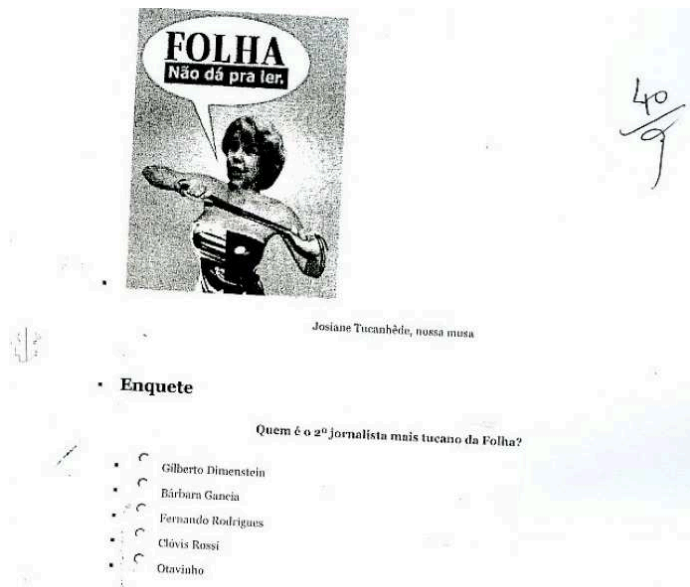 FOLHA
Não dá pra ler.
40
9
Josiane Tucanhêde, nossa musa
Enquete
Quem é o 2º jornalista mais tucano da Folha?
Gilberto Dimenstein
Bárbara Gancia
Fernando Rodrigues
Clóvis Rossi
Otavinho